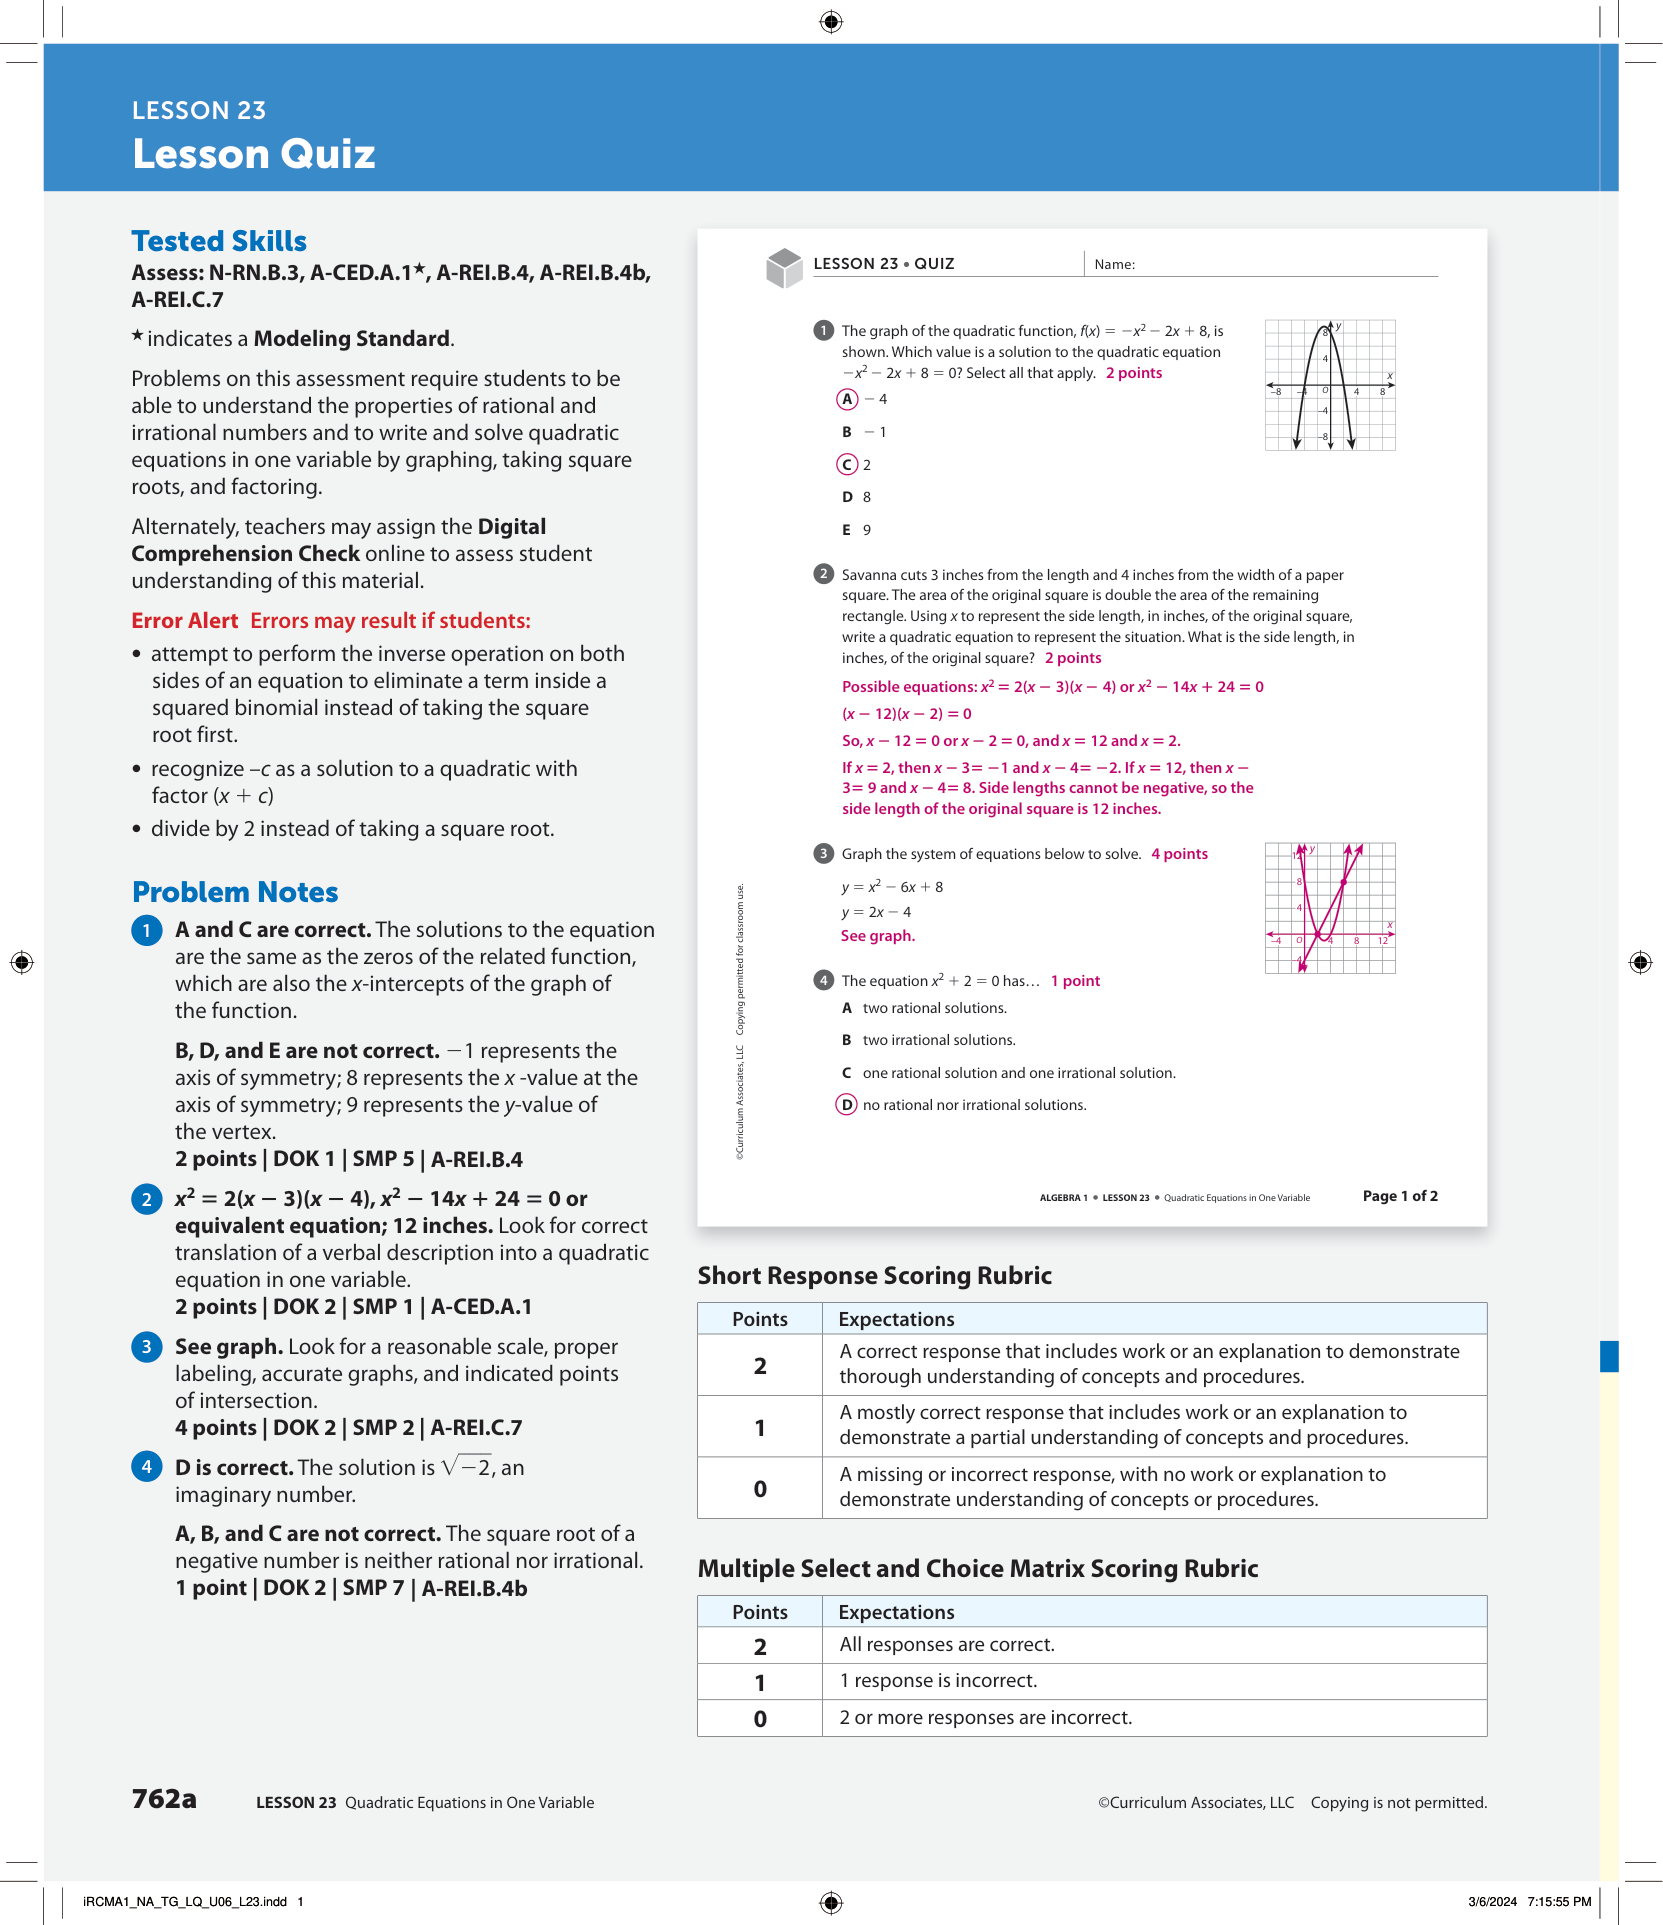 LESSON 23
Lesson Quiz
Tested Skills
Assess: N-RN.B.3, A-CED.A.1★, A-REI.B.4, A-REI.B.4b,
A-REI.C.7
★ indicates a Modeling Standard.
Problems on this assessment require students to be
able to understand the properties of rational and
irrational numbers and to write and solve quadratic
equations in one variable by graphing, taking square
roots, and factoring.
Alternately, teachers may assign the Digital
Comprehension Check online to assess student
understanding of this material.
Error Alert Errors may result if students:
• attempt to perform the inverse operation on both
sides of an equation to eliminate a term inside a
squared binomial instead of taking the square
root first.
• recognize –c as a solution to a quadratic with
factor (x + c)
• divide by 2 instead of taking a square root.
Problem Notes
1 A and C are correct. The solutions to the equation
are the same as the zeros of the related function,
which are also the x-intercepts of the graph of
the function.
B, D, and E are not correct. −1 represents the
axis of symmetry; 8 represents the x -value at the
axis of symmetry; 9 represents the y-value of
the vertex.
2 points | DOK 1 | SMP 5 | A-REI.B.4
2 x² = 2(x − 3)(x − 4), x² − 14x + 24 = 0 or
equivalent equation; 12 inches. Look for correct
translation of a verbal description into a quadratic
equation in one variable.
2 points | DOK 2 | SMP 1 | A-CED.A.1
3 See graph. Look for a reasonable scale, proper
labeling, accurate graphs, and indicated points
of intersection.
4 points | DOK 2 | SMP 2 | A-REI.C.7
4 D is correct. The solution is √−2, an
imaginary number.
A, B, and C are not correct. The square root of a
negative number is neither rational nor irrational.
1 point | DOK 2 | SMP 7 | A-REI.B.4b
LESSON 23 • QUIZ
Name:
1 The graph of the quadratic function, f(x) = −x² − 2x + 8, is
shown. Which value is a solution to the quadratic equation
−x² − 2x + 8 = 0? Select all that apply. 2 points
A − 4
B − 1
C 2
D 8
E 9
y
8
4
x
–8 –4 O 4 8
–4
–8
2 Savanna cuts 3 inches from the length and 4 inches from the width of a paper
square. The area of the original square is double the area of the remaining
rectangle. Using x to represent the side length, in inches, of the original square,
write a quadratic equation to represent the situation. What is the side length, in
inches, of the original square? 2 points
Possible equations: x² = 2(x − 3)(x − 4) or x² − 14x + 24 = 0
(x − 12)(x − 2) = 0
So, x − 12 = 0 or x − 2 = 0, and x = 12 and x = 2.
If x = 2, then x − 3= −1 and x − 4= −2. If x = 12, then x −
3= 9 and x − 4= 8. Side lengths cannot be negative, so the
side length of the original square is 12 inches.
3 Graph the system of equations below to solve. 4 points
y = x² − 6x + 8
y = 2x − 4
See graph.
y
12
8
4
x
–4 O 4 8 12
4 The equation x² + 2 = 0 has… 1 point
A two rational solutions.
B two irrational solutions.
C one rational solution and one irrational solution.
D no rational nor irrational solutions.
©Curriculum Associates, LLC Copying permitted for classroom use.
ALGEBRA 1 • LESSON 23 • Quadratic Equations in One Variable Page 1 of 2
Short Response Scoring Rubric
Points Expectations
2 A correct response that includes work or an explanation to demonstrate
thorough understanding of concepts and procedures.
1 A mostly correct response that includes work or an explanation to
demonstrate a partial understanding of concepts and procedures.
0 A missing or incorrect response, with no work or explanation to
demonstrate understanding of concepts or procedures.
Multiple Select and Choice Matrix Scoring Rubric
Points Expectations
2 All responses are correct.
1 1 response is incorrect.
0 2 or more responses are incorrect.
762a LESSON 23 Quadratic Equations in One Variable
©Curriculum Associates, LLC Copying is not permitted.
iRCMA1_NA_TG_LQ_U06_L23.indd 1
3/6/2024 7:15:55 PM